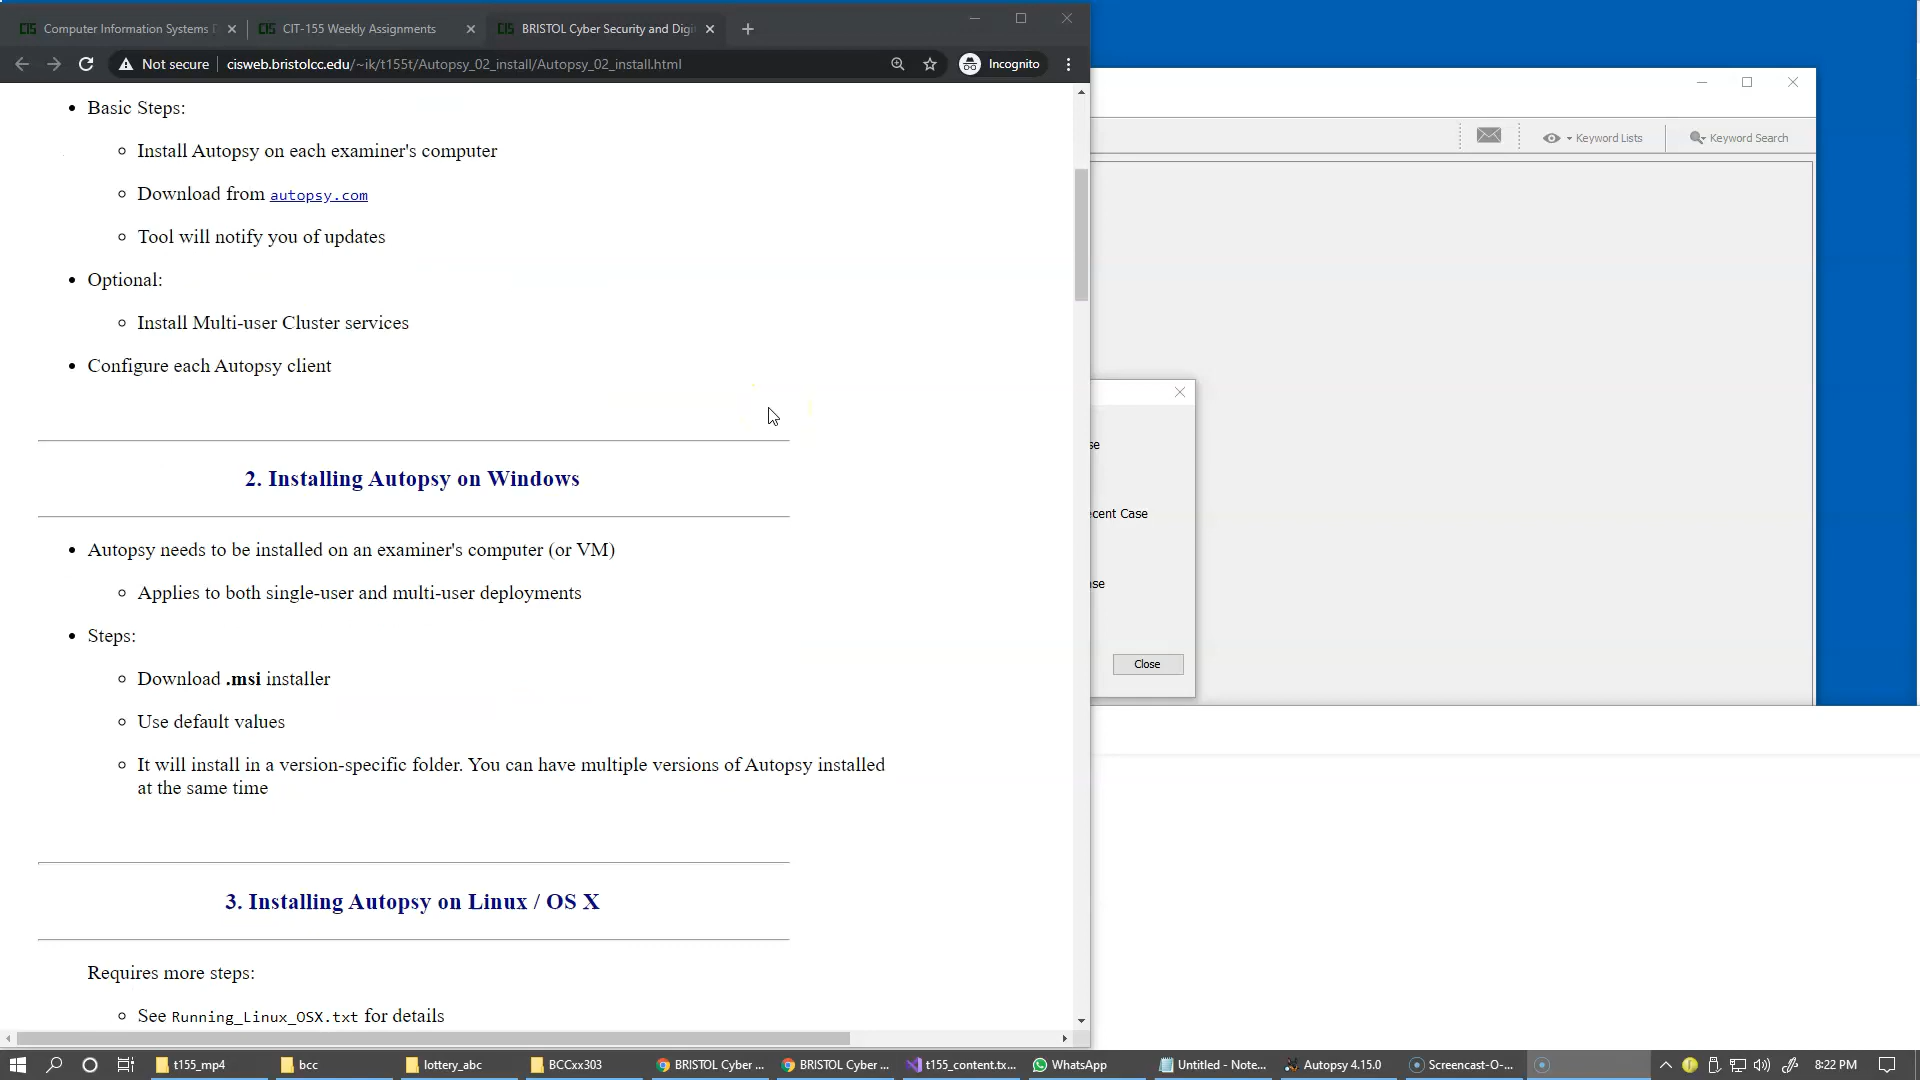 Computer Information Systems D
CIT-155 Weekly Assignments
BRISTOL Cyber Security and Digi
Not secure
cisweb.bristolcc.edu/~ik/t155t/Autopsy_02_install/Autopsy_02_install.html
Incognito
Basic Steps:
Install Autopsy on each examiner's computer
Download from autopsy.com
Tool will notify you of updates
Optional:
Install Multi-user Cluster services
Configure each Autopsy client
2. Installing Autopsy on Windows
Autopsy needs to be installed on an examiner's computer (or VM)
Applies to both single-user and multi-user deployments
Steps:
Download .msi installer
Use default values
It will install in a version-specific folder. You can have multiple versions of Autopsy installed
at the same time
3. Installing Autopsy on Linux / OS X
Requires more steps:
See Running_Linux_OSX.txt for details
Keyword Lists
Keyword Search
se
ecent Case
ase
Close
t155_mp4
bcc
lottery_abc
BCCxx303
BRISTOL Cyber ...
BRISTOL Cyber ...
t155_content.tx...
WhatsApp
Untitled - Note...
Autopsy 4.15.0
Screencast-O-...
8:22 PM